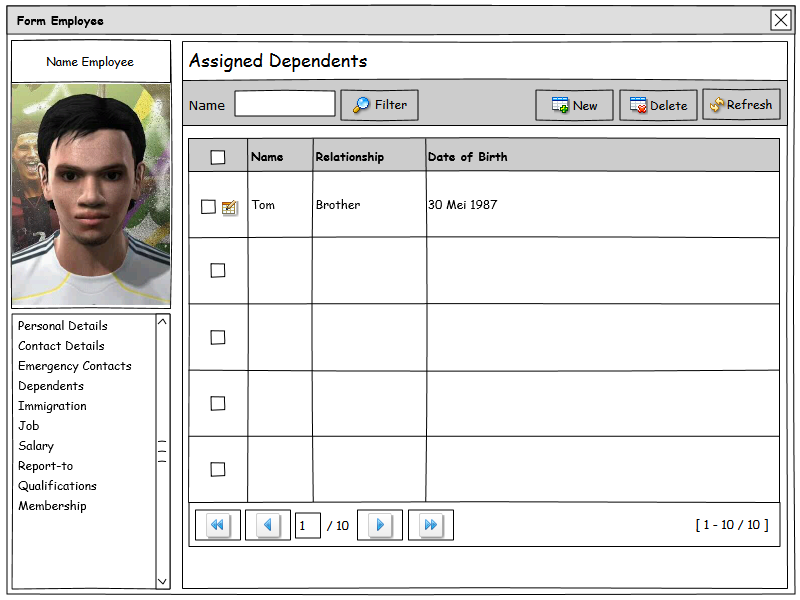 Form Employee
Name Employee
Personal Details
Contact Details
Emergency Contacts
Dependents
Immigration
Job
Salary
Report-to
Qualifications
Membership
Assigned Dependents
Name Filter New Delete Refresh
Name Relationship Date of Birth
Tom Brother 30 Mei 1987
1 / 10 [ 1 - 10 / 10 ]